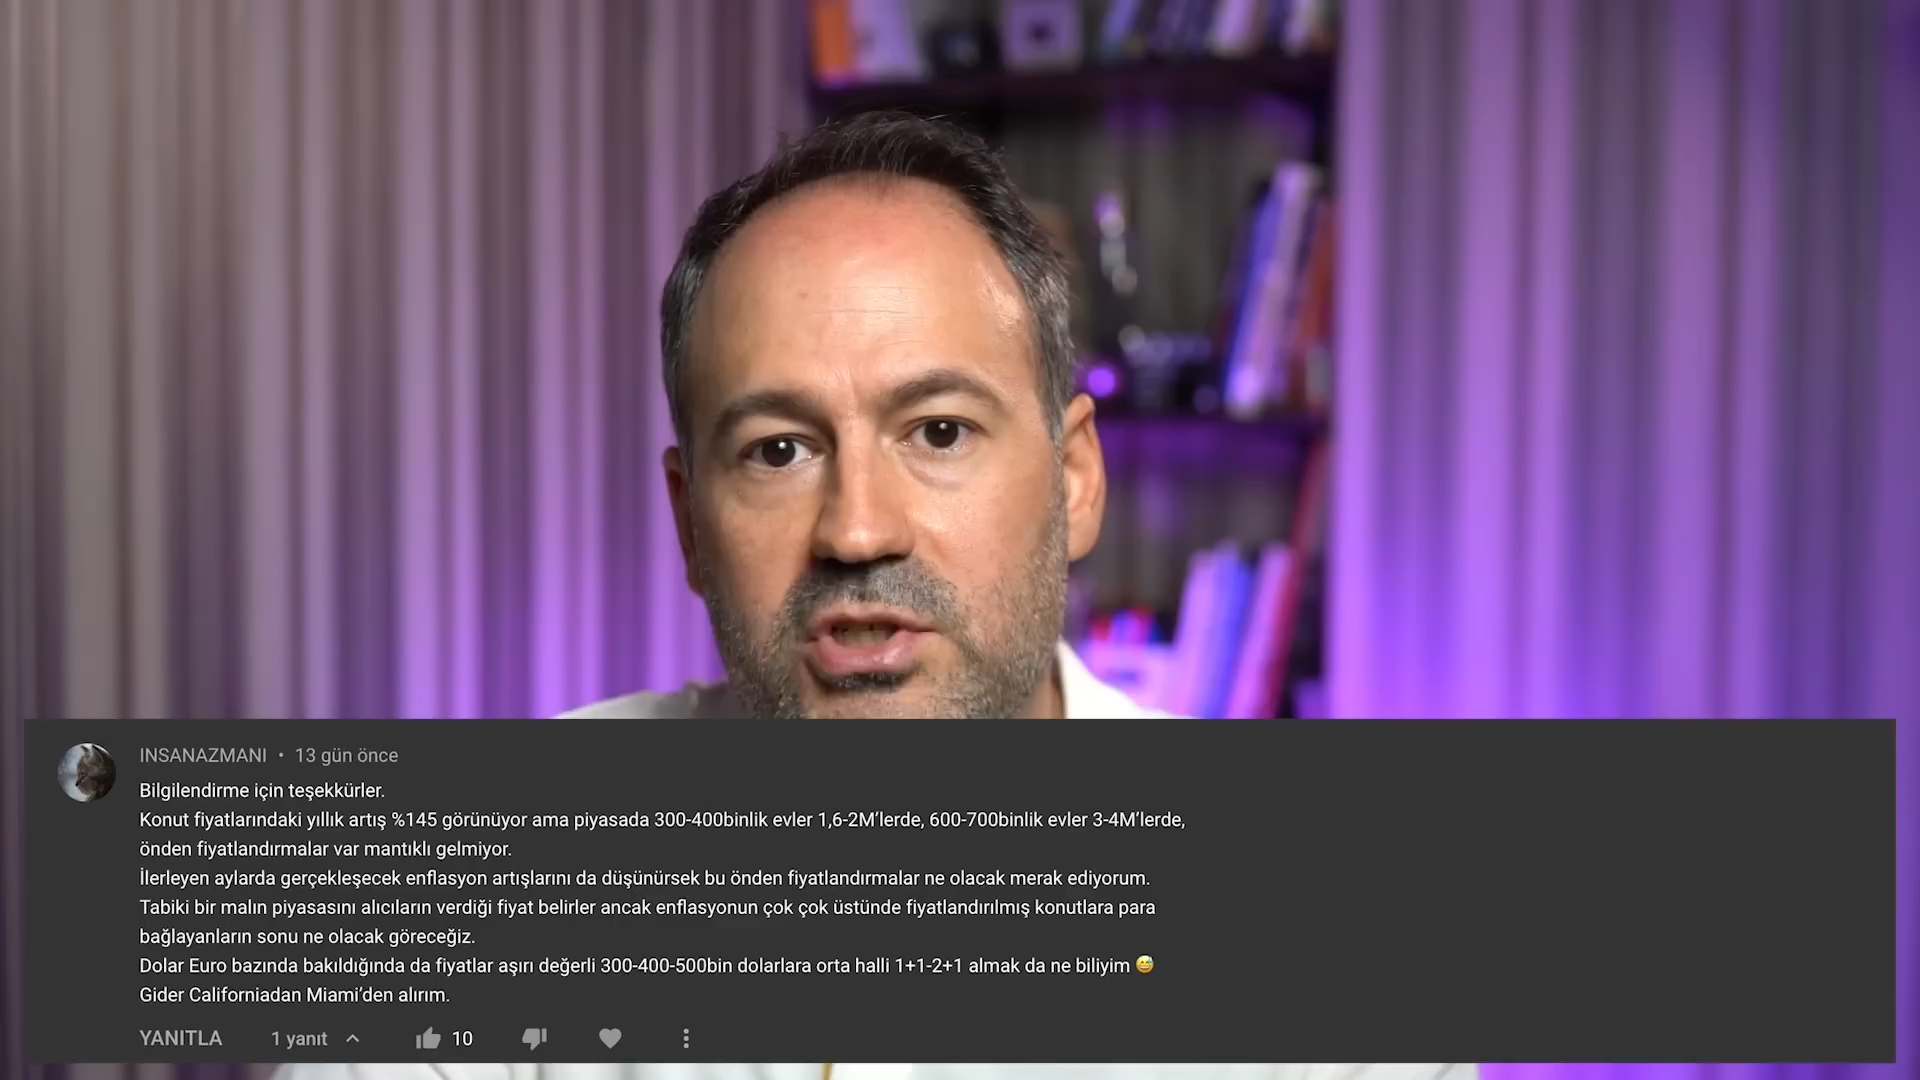 INSANAZMANI • 13 gün önce
Bilgilendirme için teşekkürler.
Konut fiyatlarındaki yıllık artış %145 görünüyor ama piyasada 300-400binlik evler 1,6-2M'lerde, 600-700binlik evler 3-4M'lerde,
önden fiyatlandırmalar var mantıklı gelmiyor.
İlerleyen aylarda gerçekleşecek enflasyon artışlarını da düşünürsek bu önden fiyatlandırmalar ne olacak merak ediyorum.
Tabiki bir malın piyasasını alıcıların verdiği fiyat belirler ancak enflasyonun çok çok üstünde fiyatlandırılmış konutlara para
bağlayanların sonu ne olacak göreceğiz.
Dolar Euro bazında bakıldığında da fiyatlar aşırı değerli 300-400-500bin dolarlara orta halli 1+1-2+1 almak da ne biliyim 😅
Gider Californiadan Miami'den alırım.
YANITLA 1 yanıt 10